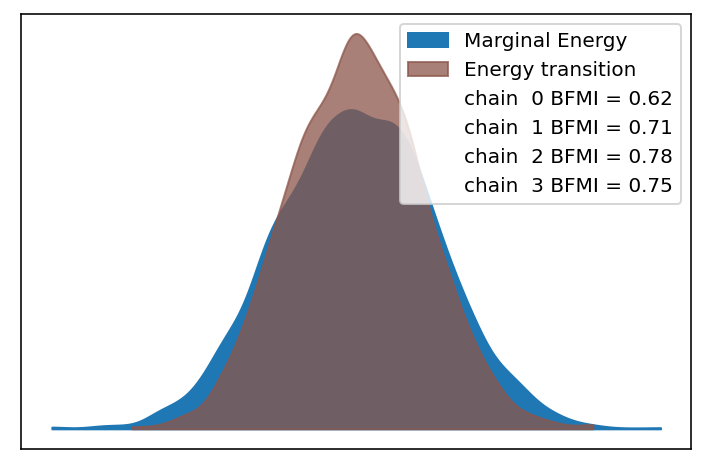 Marginal Energy
Energy transition
chain  0 BFMI = 0.62
chain  1 BFMI = 0.71
chain  2 BFMI = 0.78
chain  3 BFMI = 0.75